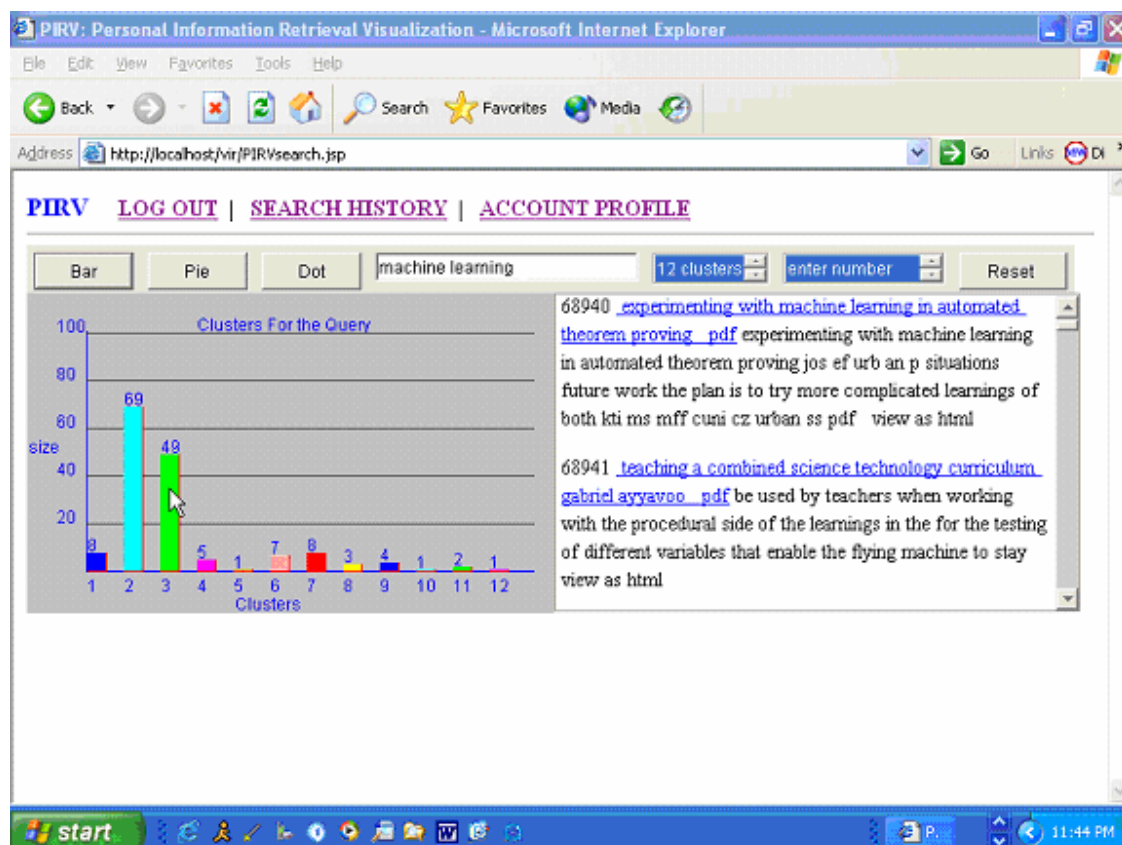 PIRV: Personal Information Retrieval Visualization - Microsoft Internet Explorer
File Edit View Favorites Tools Help
Back Search Favorites Media
Address http://localhost/vir/PIRVsearch.jsp Go Links
PIRV LOG OUT | SEARCH HISTORY | ACCOUNT PROFILE
Bar Pie Dot machine learning 12 clusters enter number Reset
Clusters For the Query
100
80
60
size
40
20
8 69 49 5 1 7 8 3 4 1 2 1
1 2 3 4 5 6 7 8 9 10 11 12
Clusters
68940 experimenting with machine learning in automated
theorem proving pdf experimenting with machine learning
in automated theorem proving jos ef urb an p situations
future work the plan is to try more complicated learnings of
both kti ms mff cuni cz urban ss pdf view as html
68941 teaching a combined science technology curriculum
gabriel ayyavoo pdf be used by teachers when working
with the procedural side of the learnings in the for the testing
of different variables that enable the flying machine to stay
view as html
start P... 11:44 PM